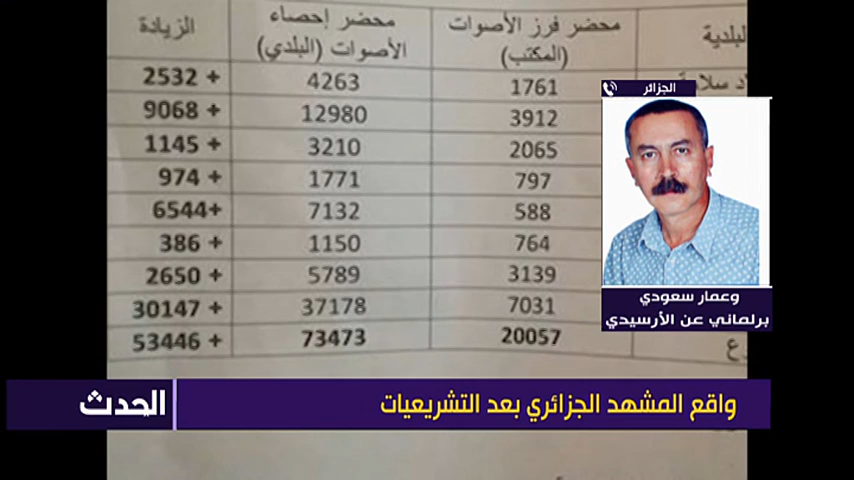 البلدية محضر فرز الأصوات محضر إحصاء الزيادة
(المكتب) الأصوات (البلدي)
1761 4263 2532 +
3912 12980 9068 +
2065 3210 1145 +
797 1771 974 +
588 7132 6544+
764 1150 386 +
3139 5789 2650 +
7031 37178 30147 +
20057 73473 53446 +
الجزائر
وعمار سعودي
برلماني عن الأرسيدي
واقع المشهد الجزائري بعد التشريعيات
الحدث